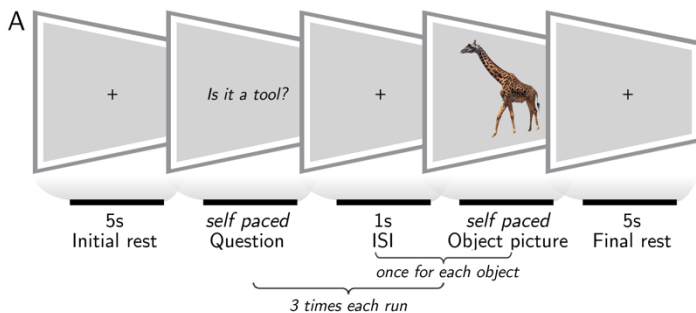 A
+
Is it a tool?
+
+
5s
Initial rest
self paced
Question
1s
ISI
self paced
Object picture
5s
Final rest
once for each object
3 times each run